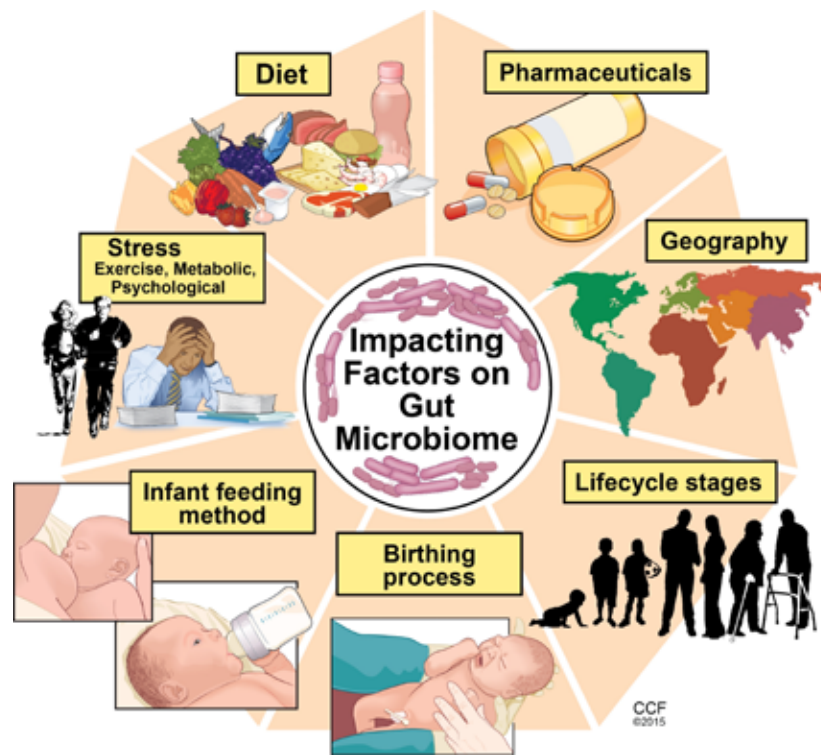 Diet
Pharmaceuticals
Stress
Exercise, Metabolic,
Psychological
Geography
Impacting
Factors on
Gut
Microbiome
Infant feeding
method
Birthing
process
Lifecycle stages
CCF
©2015